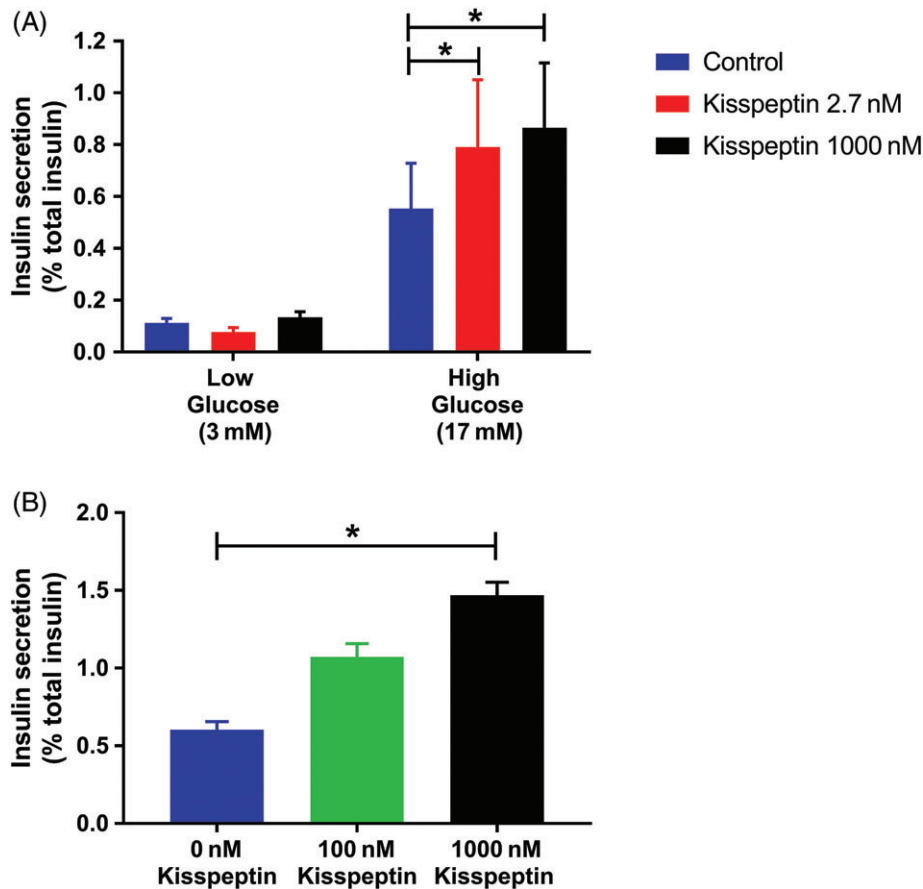 (A)
*
*
1.2
1.0
0.8
0.6
0.4
0.2
0.0
Insulin secretion
(% total insulin)
Low
Glucose
(3 mM)
High
Glucose
(17 mM)
Control
Kisspeptin 2.7 nM
Kisspeptin 1000 nM
(B)
*
2.0
1.5
1.0
0.5
0.0
Insulin secretion
(% total insulin)
0 nM
Kisspeptin
100 nM
Kisspeptin
1000 nM
Kisspeptin